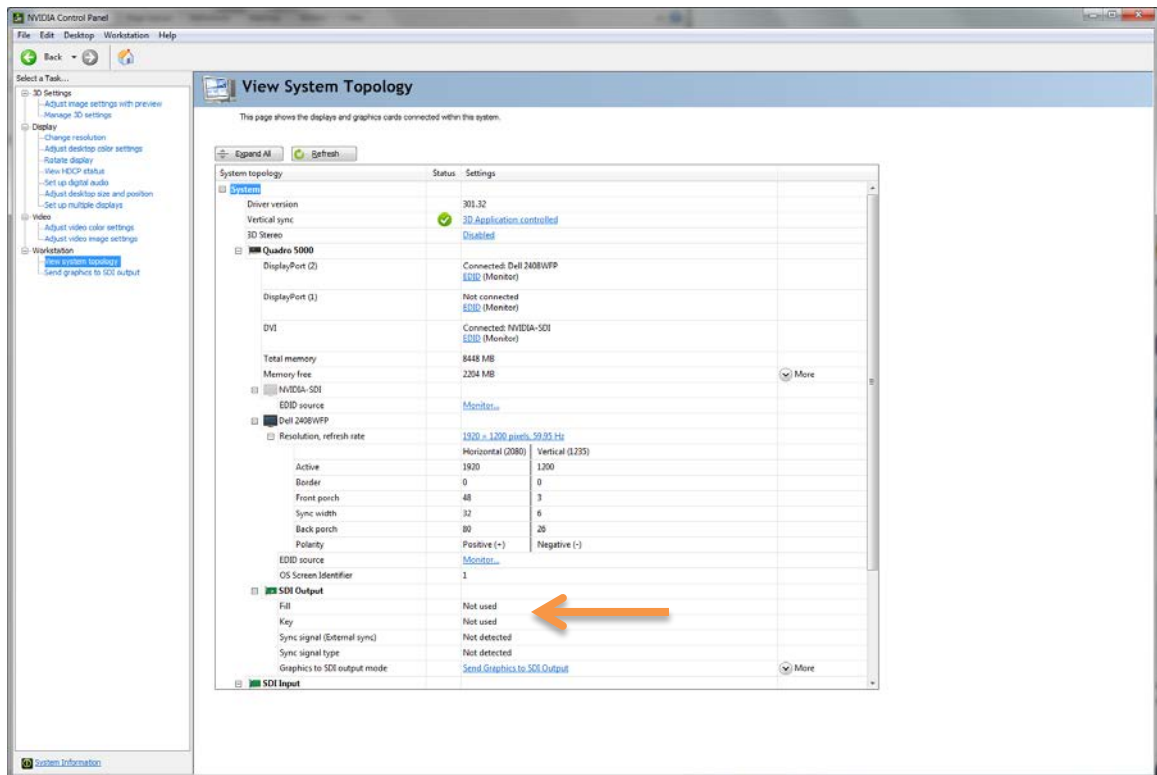 NVIDIA Control Panel
File Edit Desktop Workstation Help
Back
Select a Task...
3D Settings
Adjust image settings with preview
Manage 3D settings
Display
Change resolution
Adjust desktop color settings
Rotate display
View HDCP status
Set up digital audio
Adjust desktop size and position
Set up multiple displays
Video
Adjust video color settings
Adjust video image settings
Workstation
View system topology
Send graphics to SDI output
System Information
View System Topology
This page shows the displays and graphics cards connected within this system.
Expand All Refresh
System topology Status Settings
System
Driver version 301.32
Vertical sync 3D Application controlled
3D Stereo Disabled
Quadro 5000
DisplayPort (2) Connected: Dell 2408WFP
EDID (Monitor)
DisplayPort (1) Not connected
EDID (Monitor)
DVI Connected: NVIDIA-SDI
EDID (Monitor)
Total memory 8448 MB
Memory free 2204 MB More
NVIDIA-SDI
EDID source Monitor...
Dell 2408WFP
Resolution, refresh rate 1920 × 1200 pixels, 59.95 Hz
Horizontal (2080) Vertical (1235)
Active 1920 1200
Border 0 0
Front porch 48 3
Sync width 32 6
Back porch 80 26
Polarity Positive (+) Negative (-)
EDID source Monitor...
OS Screen Identifier 1
SDI Output
Fill Not used
Key Not used
Sync signal (External sync) Not detected
Sync signal type Not detected
Graphics to SDI output mode Send Graphics to SDI Output More
SDI Input